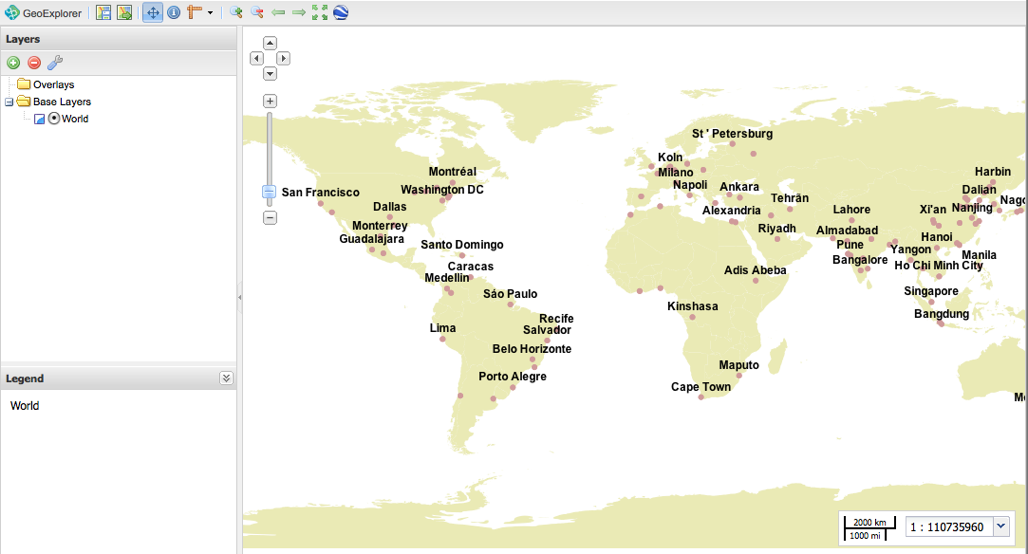 GeoExplorer
Layers
Overlays
Base Layers
World
Legend
World
St ' Petersburg
Koln
Milano
Napoli
Ankara
Tehrān
Alexandria
Riyadh
Adis Abeba
Kinshasa
Maputo
Cape Town
Montréal
San Francisco
Washington DC
Dallas
Monterrey
Guadalajara
Santo Domingo
Caracas
Medellin
São Paulo
Lima
Recife
Salvador
Belo Horizonte
Porto Alegre
Harbin
Dalian
Lahore
Xi'an
Nanjing
Almadabad
Pune
Hanoi
Yangon
Bangalore
Manila
Ho Chi Minh City
Singapore
Bangdung
2000 km
1000 mi
1 : 110735960